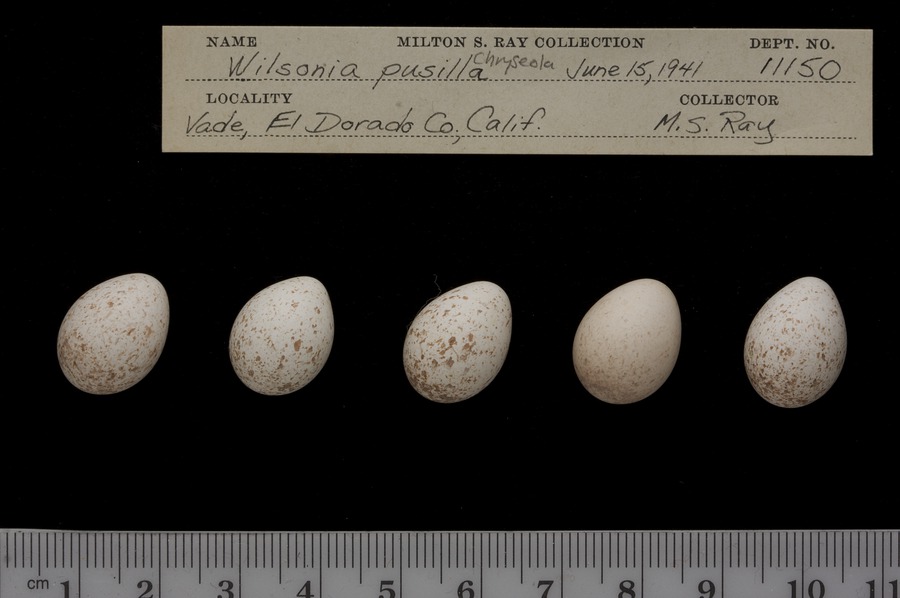 NAME MILTON S. RAY COLLECTION DEPT. NO.
Wilsonia pusilla Chryseola June 15, 1941 11150
LOCALITY COLLECTOR
Vade, El Dorado Co., Calif. M.S. Ray
cm 1 2 3 4 5 6 7 8 9 10 11